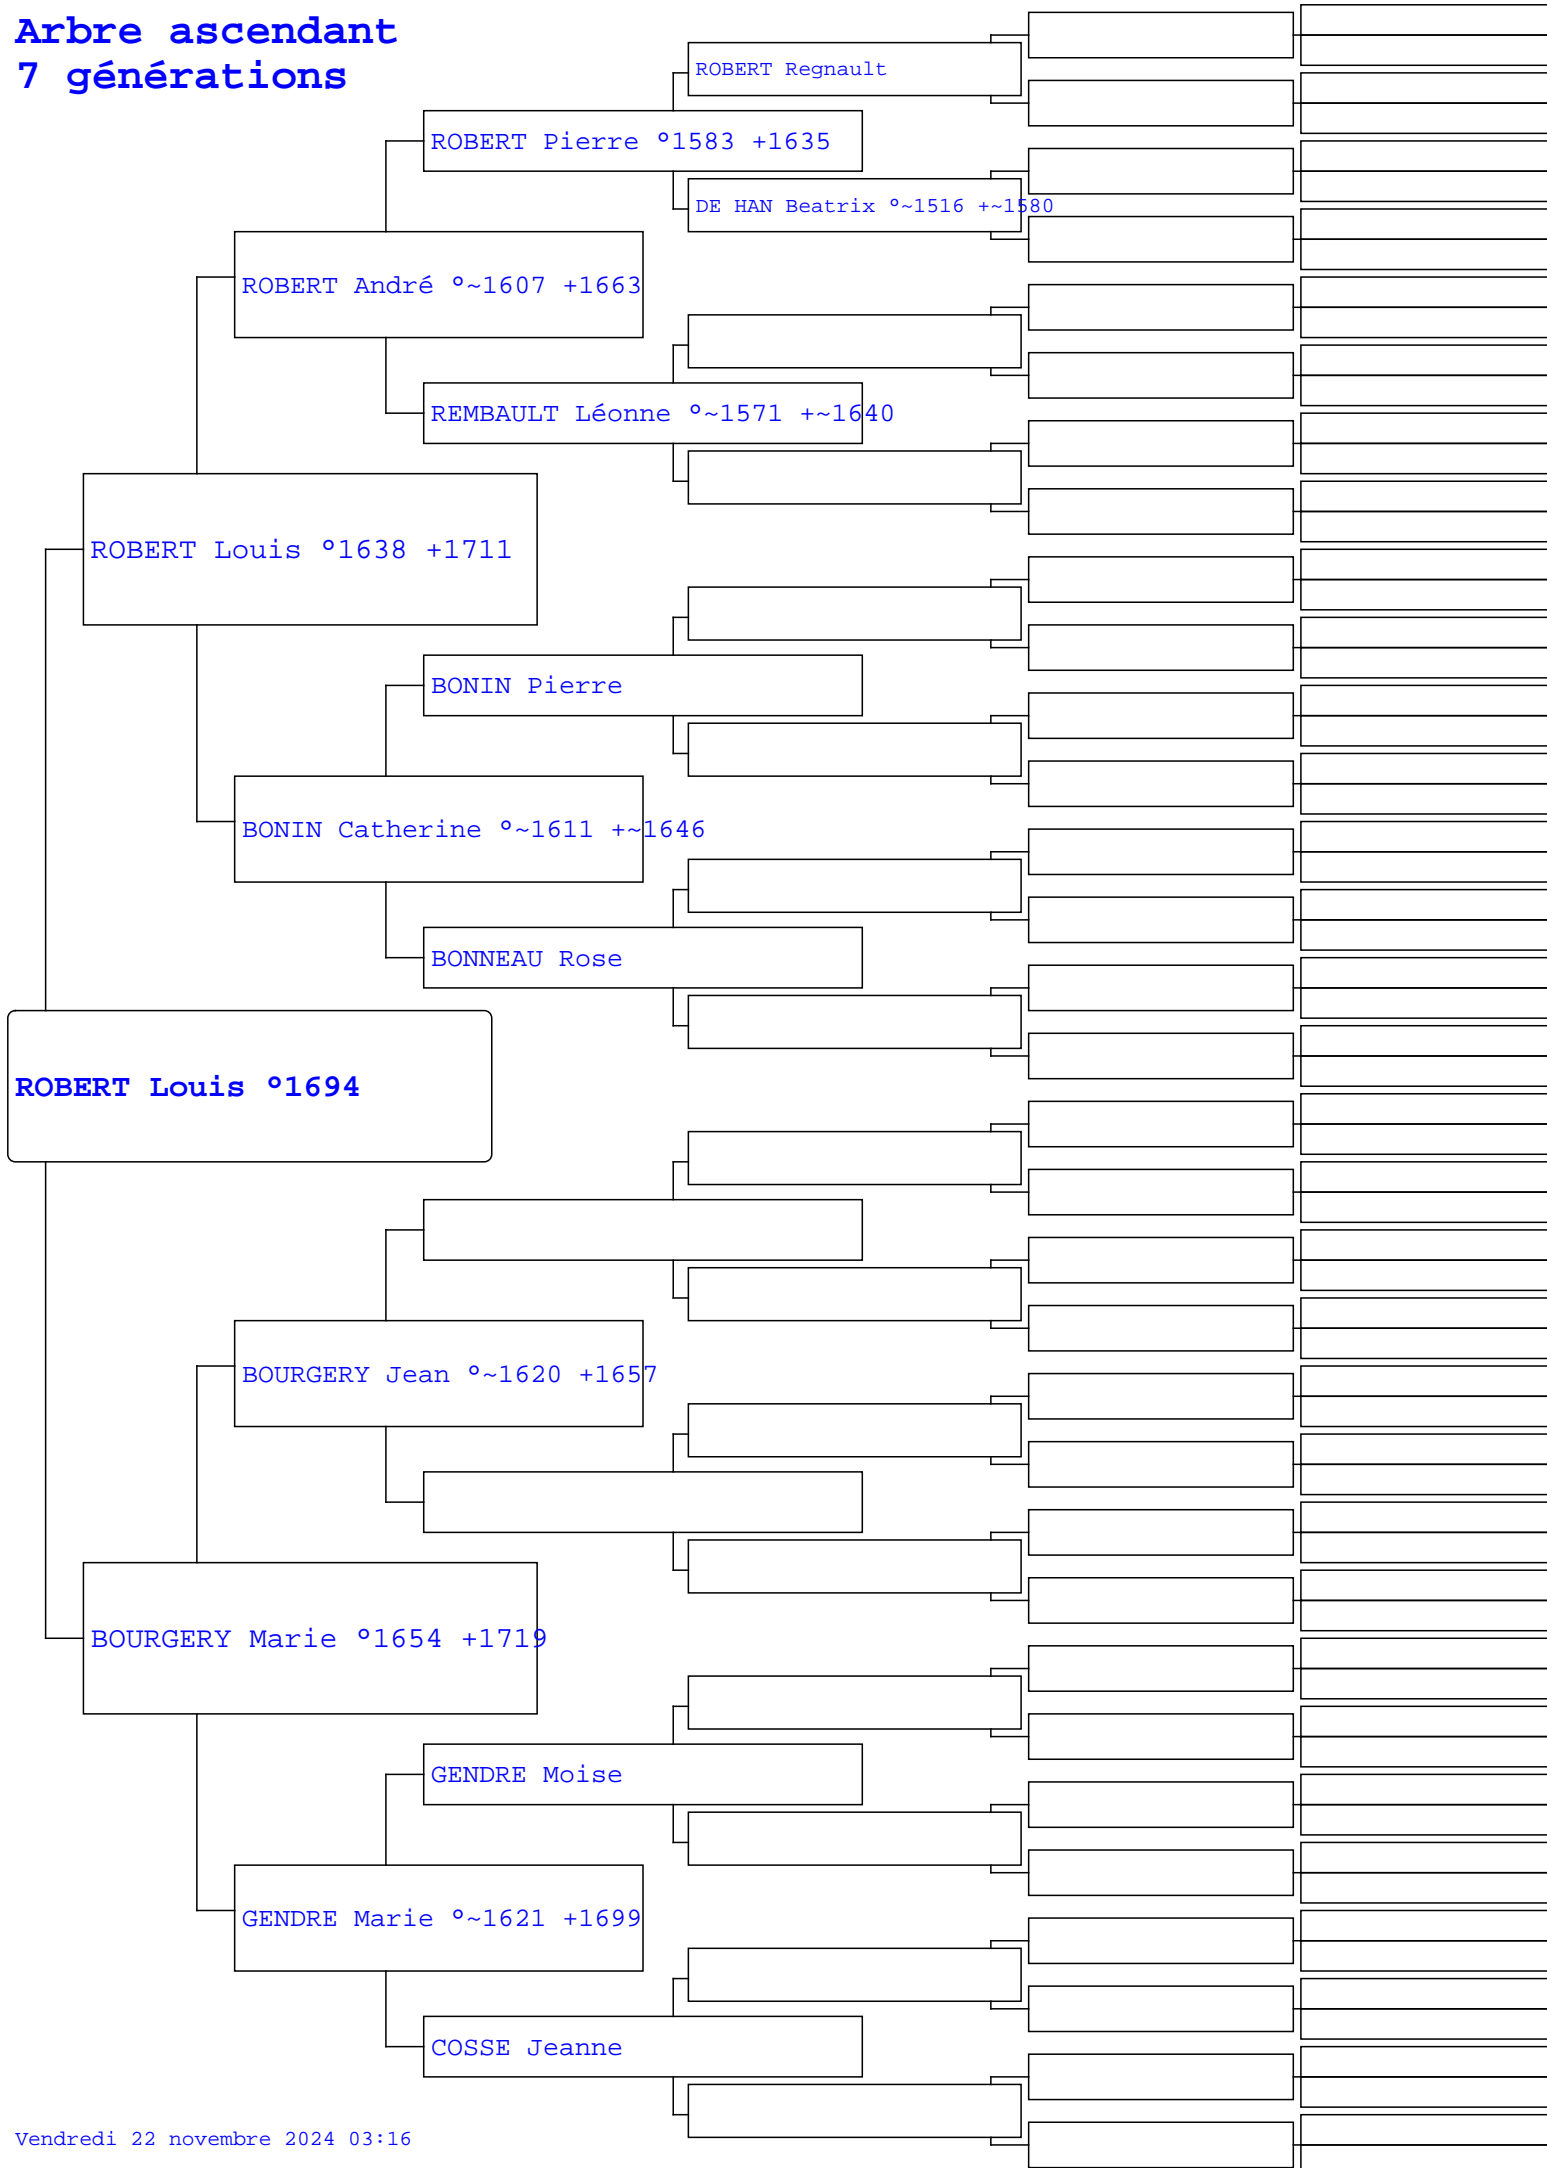 Arbre ascendant
7 générations
ROBERT Regnault
ROBERT Pierre °1583 +1635
DE HAN Beatrix °~1516 +~1580
ROBERT André °~1607 +1663
REMBAULT Léonne °~1571 +~1640
ROBERT Louis °1638 +1711
BONIN Pierre
BONIN Catherine °~1611 +~1646
BONNEAU Rose
ROBERT Louis °1694
BOURGERY Jean °~1620 +1657
BOURGERY Marie °1654 +1719
GENDRE Moise
GENDRE Marie °~1621 +1699
COSSE Jeanne
Vendredi 22 novembre 2024 03:16